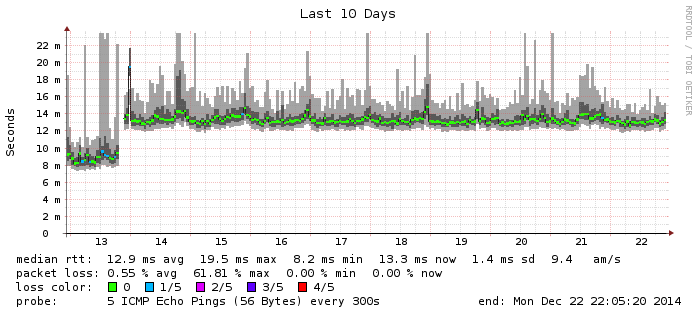 Last 10 Days
RRDTOOL / TOBI OETIKER
Seconds
22 m
20 m
18 m
16 m
14 m
12 m
10 m
8 m
6 m
4 m
2 m
0
13 14 15 16 17 18 19 20 21 22
median rtt: 12.9 ms avg 19.5 ms max 8.2 ms min 13.3 ms now 1.4 ms sd 9.4 am/s
packet loss: 0.55 % avg 61.81 % max 0.00 % min 0.00 % now
loss color: 0 1/5 2/5 3/5 4/5
probe: 5 ICMP Echo Pings (56 Bytes) every 300s end: Mon Dec 22 22:05:20 2014